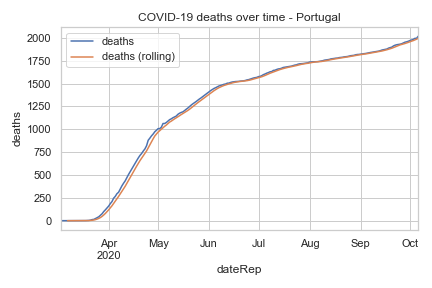 COVID-19 deaths over time - Portugal
deaths
deaths (rolling)
2000
1750
1500
1250
1000
750
500
250
0
deaths
Apr
2020
May
Jun
Jul
Aug
Sep
Oct
dateRep